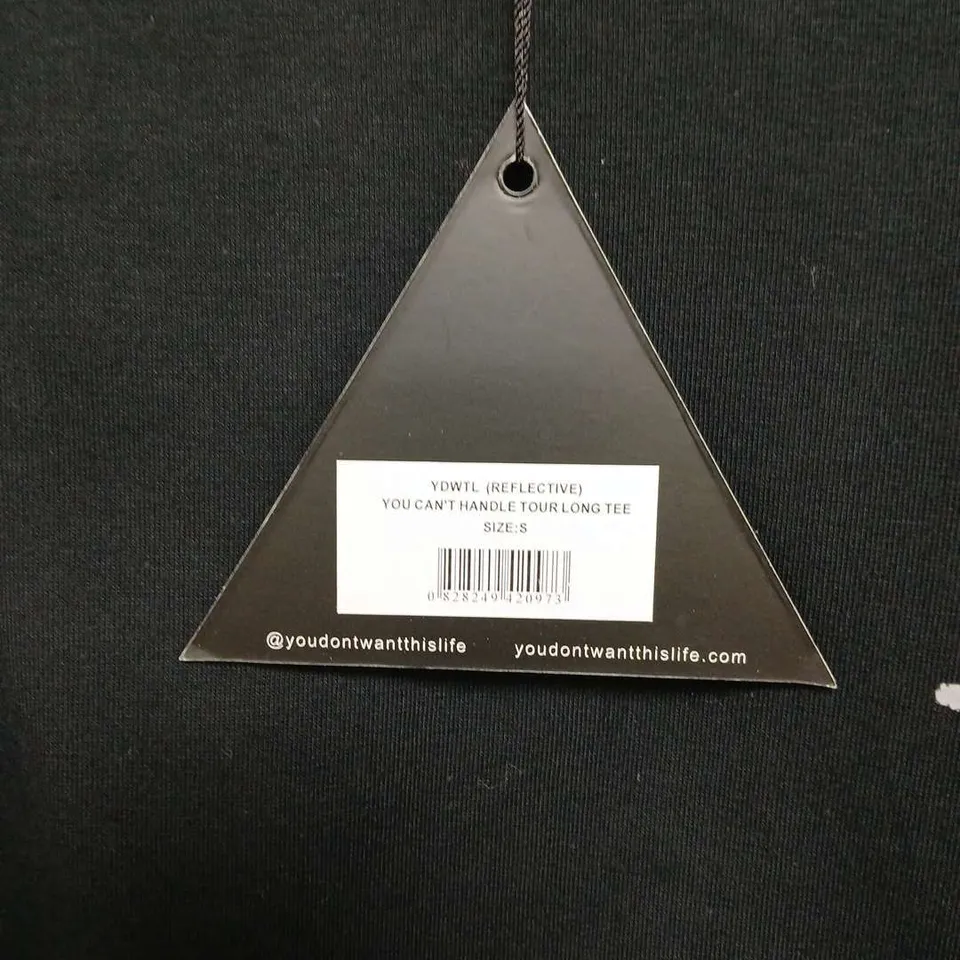 YDWTL (REFLECTIVE)
YOU CAN'T HANDLE TOUR LONG TEE
SIZE:S
0 828249 420973
@youdontwantthislife youdontwantthislife.com